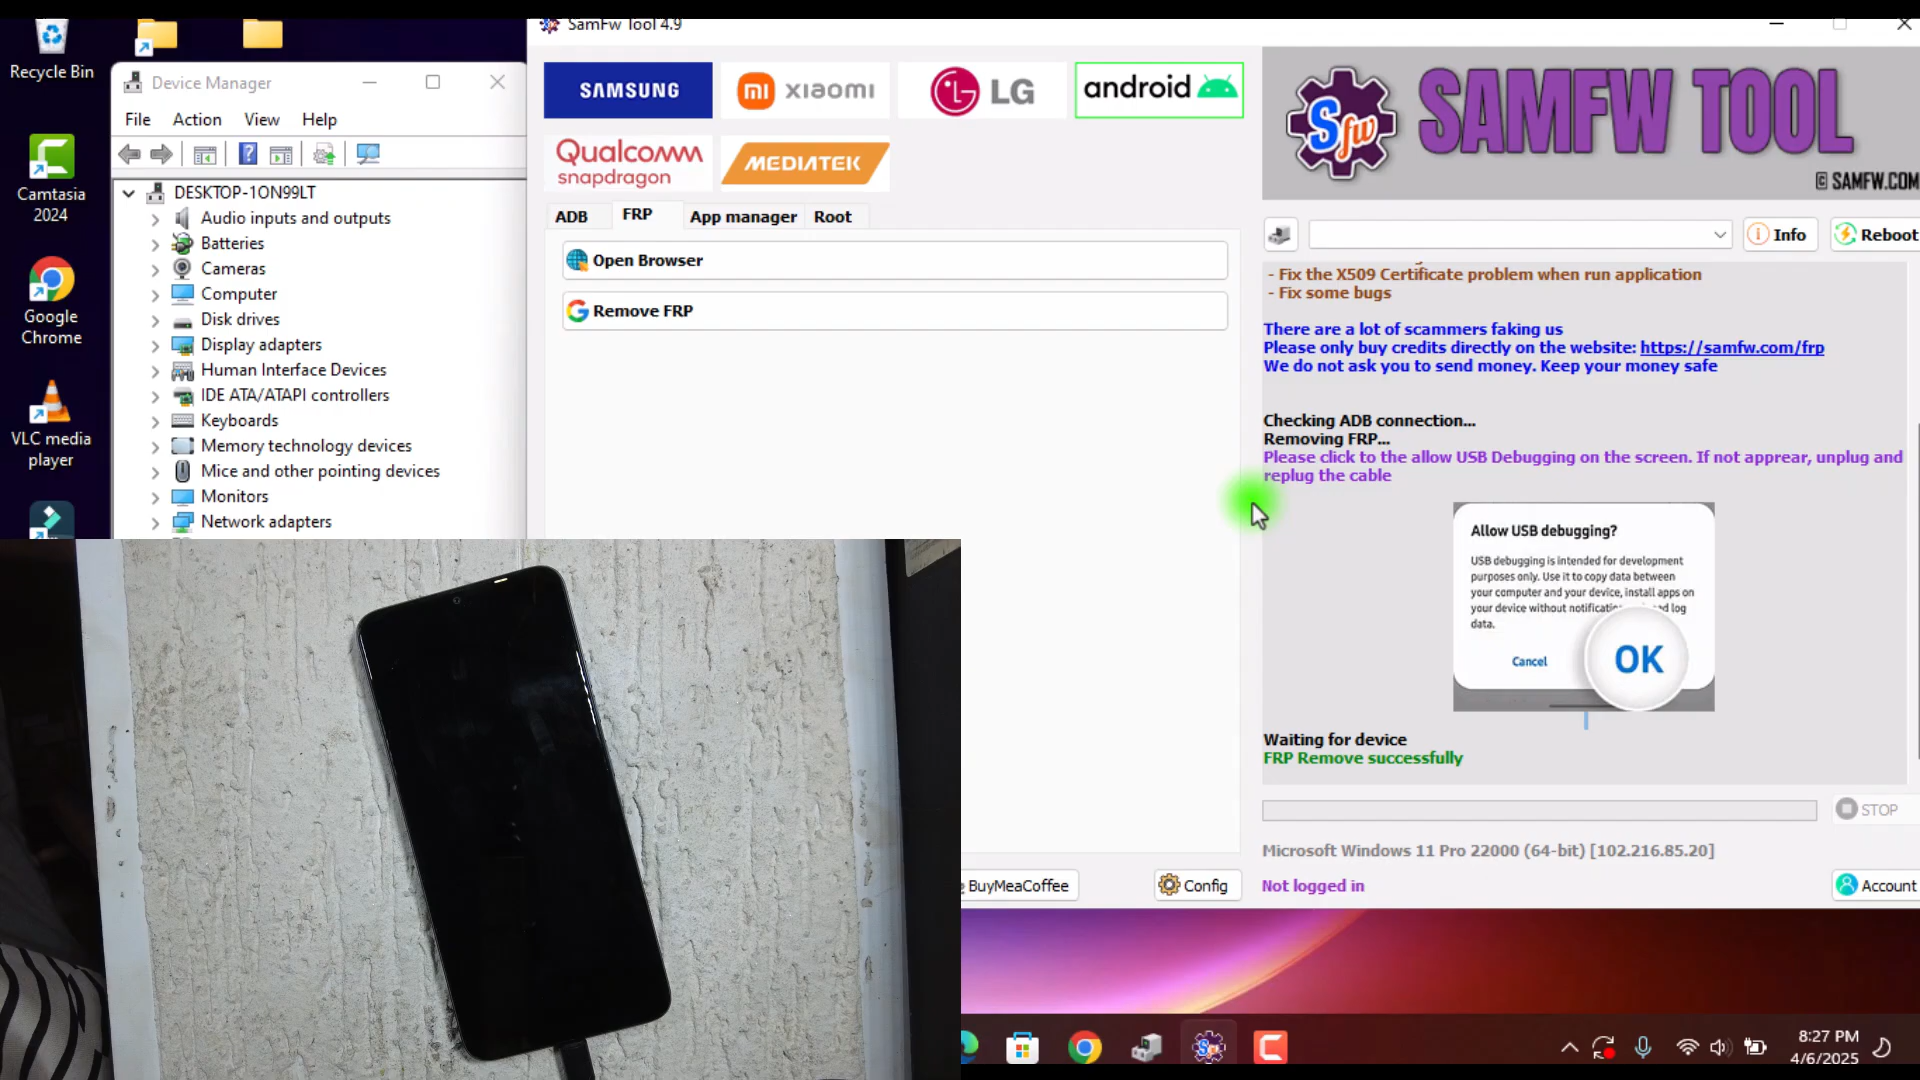 SamFw Tool 4.9
Recycle Bin
Device Manager
File Action View Help
DESKTOP-1ON99LT
Audio inputs and outputs
Batteries
Cameras
Computer
Disk drives
Display adapters
Human Interface Devices
IDE ATA/ATAPI controllers
Keyboards
Memory technology devices
Mice and other pointing devices
Monitors
Network adapters
Camtasia
2024
Google
Chrome
VLC media
player
SAMSUNG
mi xiaomi
LG
android
Qualcomm
snapdragon
MEDIATEK
ADB FRP App manager Root
Open Browser
Remove FRP
Sfw
SAMFW TOOL
© SAMFW.COM
Info
Reboot
- Fix the X509 Certificate problem when run application
- Fix some bugs
There are a lot of scammers faking us
Please only buy credits directly on the website: https://samfw.com/frp
We do not ask you to send money. Keep your money safe
Checking ADB connection...
Removing FRP...
Please click to the allow USB Debugging on the screen. If not apprear, unplug and
replug the cable
Allow USB debugging?
USB debugging is intended for development
purposes only. Use it to copy data between
your computer and your device, install apps on
your device without log
data.
Cancel OK
Waiting for device
FRP Remove successfully
STOP
Microsoft Windows 11 Pro 22000 (64-bit) [102.216.85.20]
BuyMeaCoffee
Config
Not logged in
Account
8:27 PM
4/6/2025